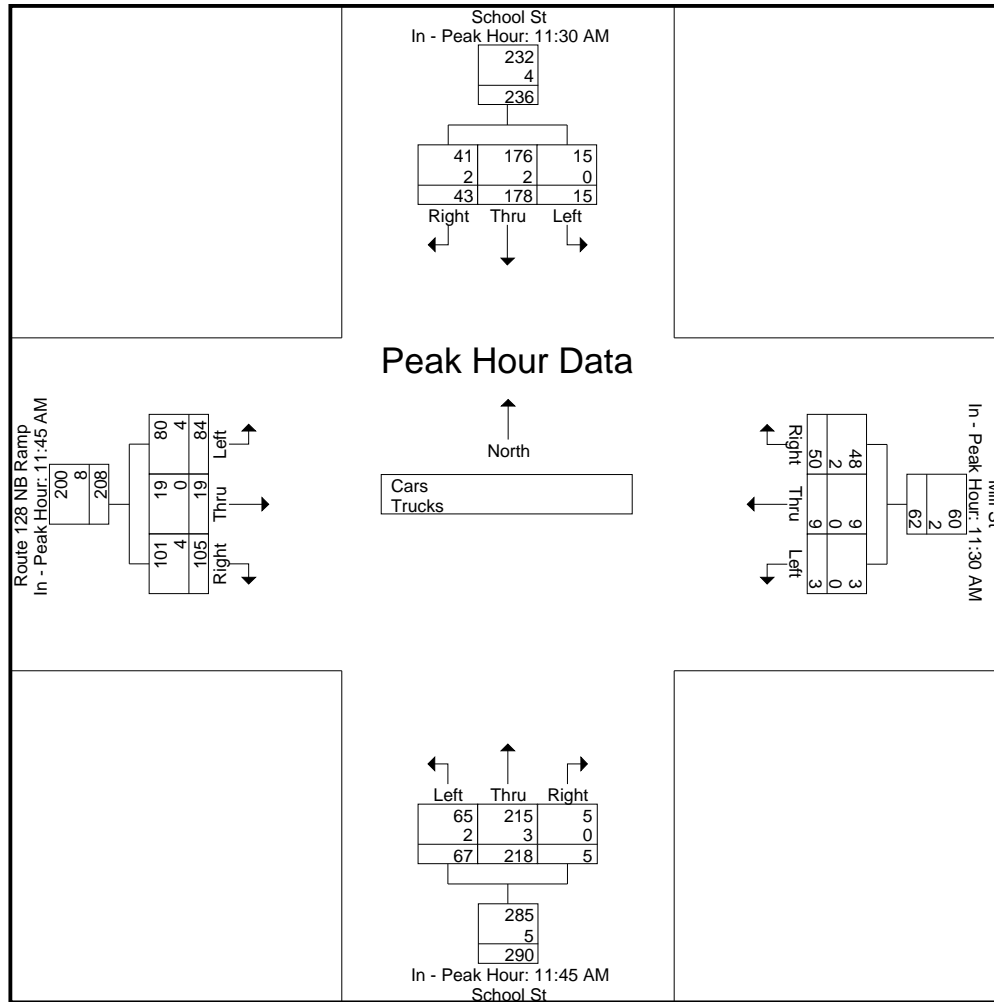 School St
In - Peak Hour: 11:30 AM
232
4
236
41 176 15
2 2 0
43 178 15
Right Thru Left
Peak Hour Data
North
Cars
Trucks
Route 128 NB Ramp
In - Peak Hour: 11:45 AM
200
8
208
80 19 101
4 0 4
84 19 105
Left Thru Right
Mill St
In - Peak Hour: 11:30 AM
60
2
62
48 9 3
2 0 0
50 9 3
Right Thru Left
Left Thru Right
65 215 5
2 3 0
67 218 5
285
5
290
In - Peak Hour: 11:45 AM
School St